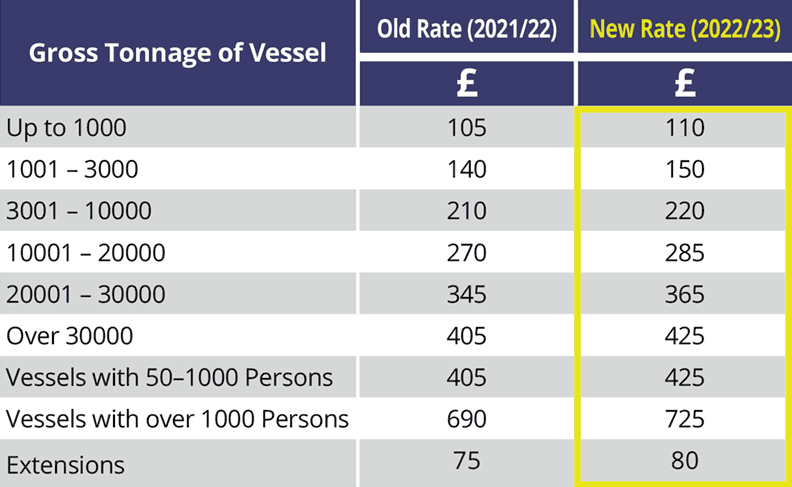 Gross Tonnage of Vessel Old Rate (2021/22) New Rate (2022/23)
£ £
Up to 1000 105 110
1001 – 3000 140 150
3001 – 10000 210 220
10001 – 20000 270 285
20001 – 30000 345 365
Over 30000 405 425
Vessels with 50–1000 Persons 405 425
Vessels with over 1000 Persons 690 725
Extensions 75 80